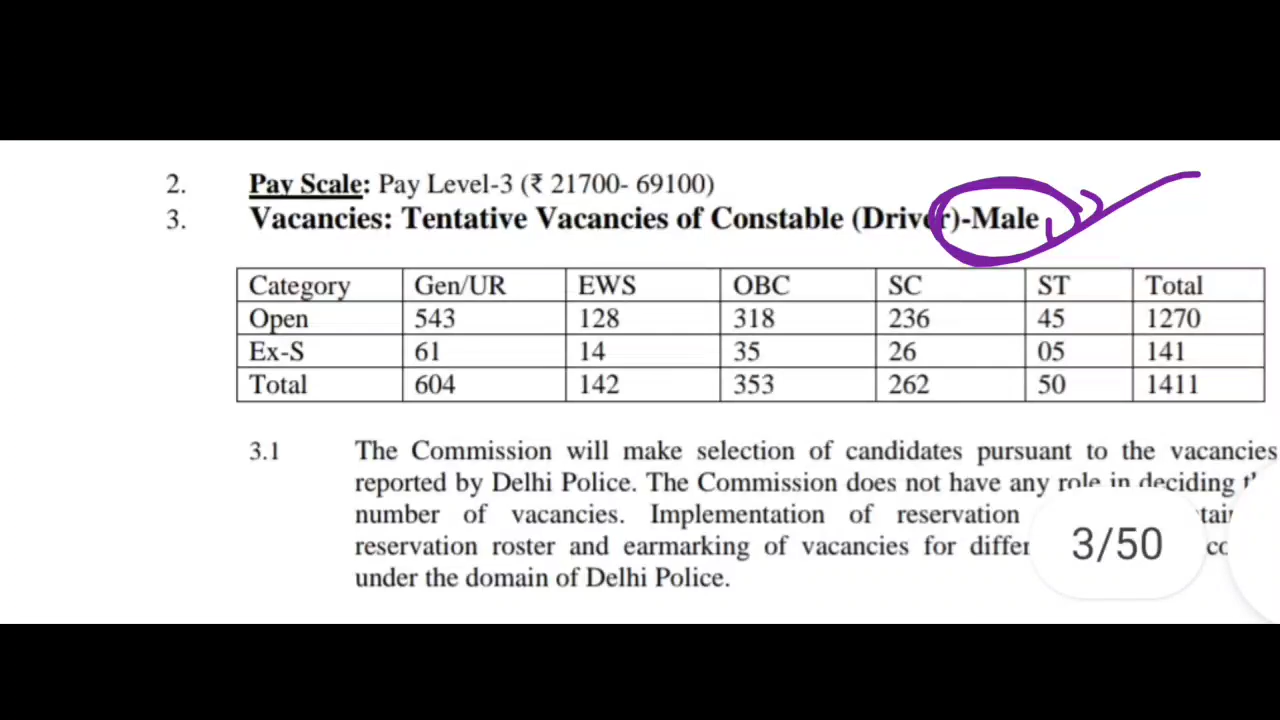 2. Pay Scale: Pay Level-3 (₹ 21700- 69100)
3. Vacancies: Tentative Vacancies of Constable (Driver)-Male
Category Gen/UR EWS OBC SC ST Total
Open 543 128 318 236 45 1270
Ex-S 61 14 35 26 05 141
Total 604 142 353 262 50 1411
3.1 The Commission will make selection of candidates pursuant to the vacancies
reported by Delhi Police. The Commission does not have any role in deciding
number of vacancies. Implementation of reservation
reservation roster and earmarking of vacancies for
under the domain of Delhi Police.
3/50